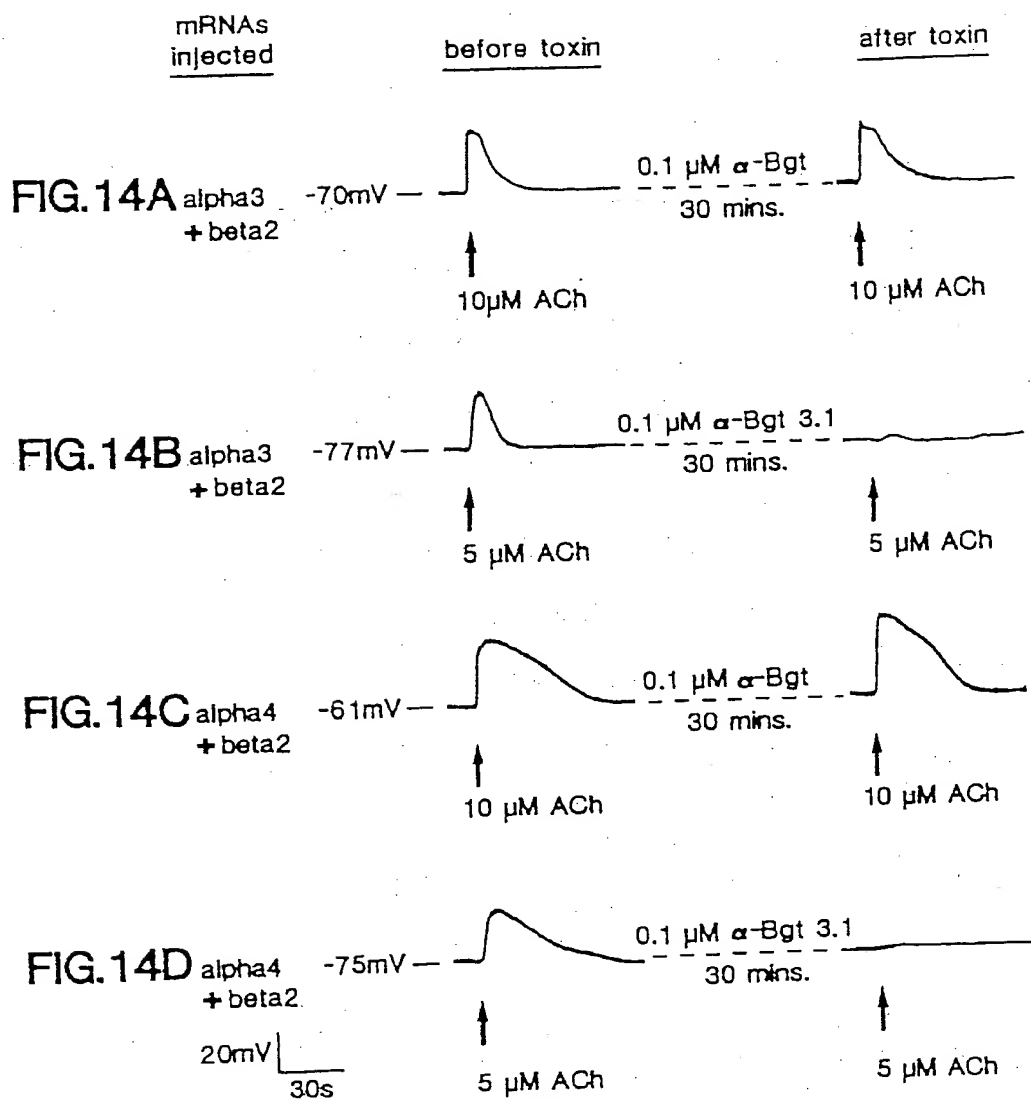 mRNAs
injected
before toxin
after toxin
FIG.14A alpha3
+ beta2
-70mV
0.1 µM α-Bgt
30 mins.
10µM ACh
10 µM ACh
FIG.14B alpha3
+ beta2
-77mV
0.1 µM α-Bgt 3.1
30 mins.
5 µM ACh
5 µM ACh
FIG.14C alpha4
+ beta2
-61mV
0.1 µM α-Bgt
30 mins.
10 µM ACh
10 µM ACh
FIG.14D alpha4
+ beta2
-75mV
0.1 µM α-Bgt 3.1
30 mins.
5 µM ACh
5 µM ACh
20mV
30s